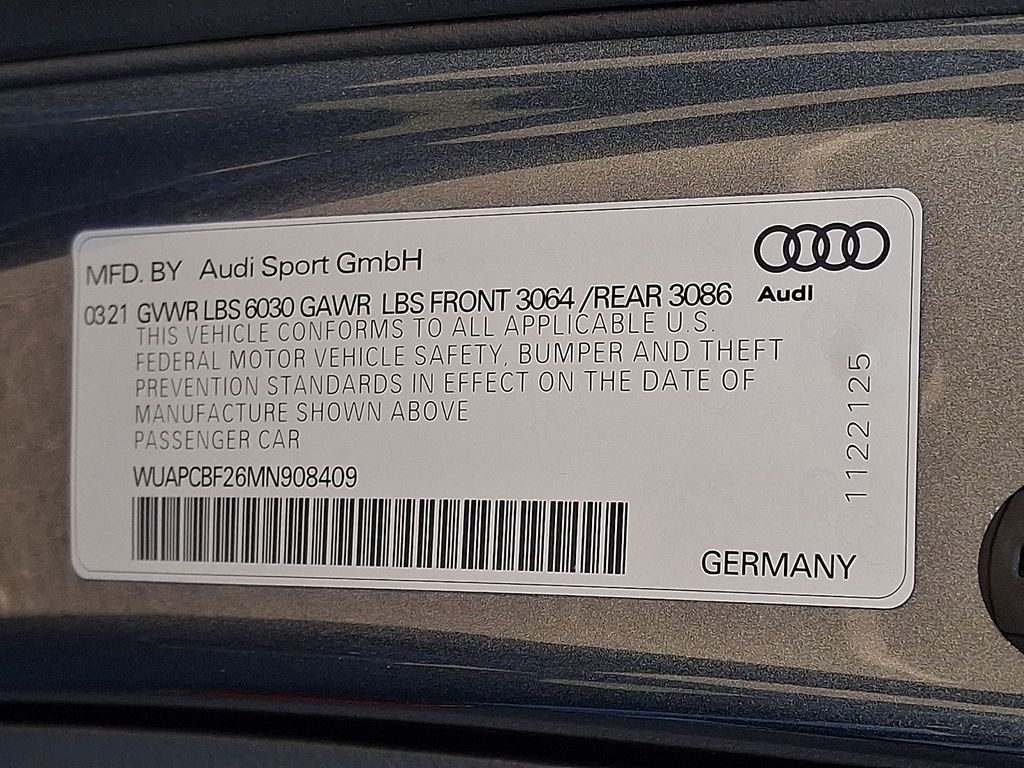 MFD. BY Audi Sport GmbH
Audi
0321 GVWR LBS 6030 GAWR LBS FRONT 3064 /REAR 3086
THIS VEHICLE CONFORMS TO ALL APPLICABLE U.S.
FEDERAL MOTOR VEHICLE SAFETY, BUMPER AND THEFT
PREVENTION STANDARDS IN EFFECT ON THE DATE OF
MANUFACTURE SHOWN ABOVE
PASSENGER CAR
WUAPCBF26MN908409
1122125
GERMANY